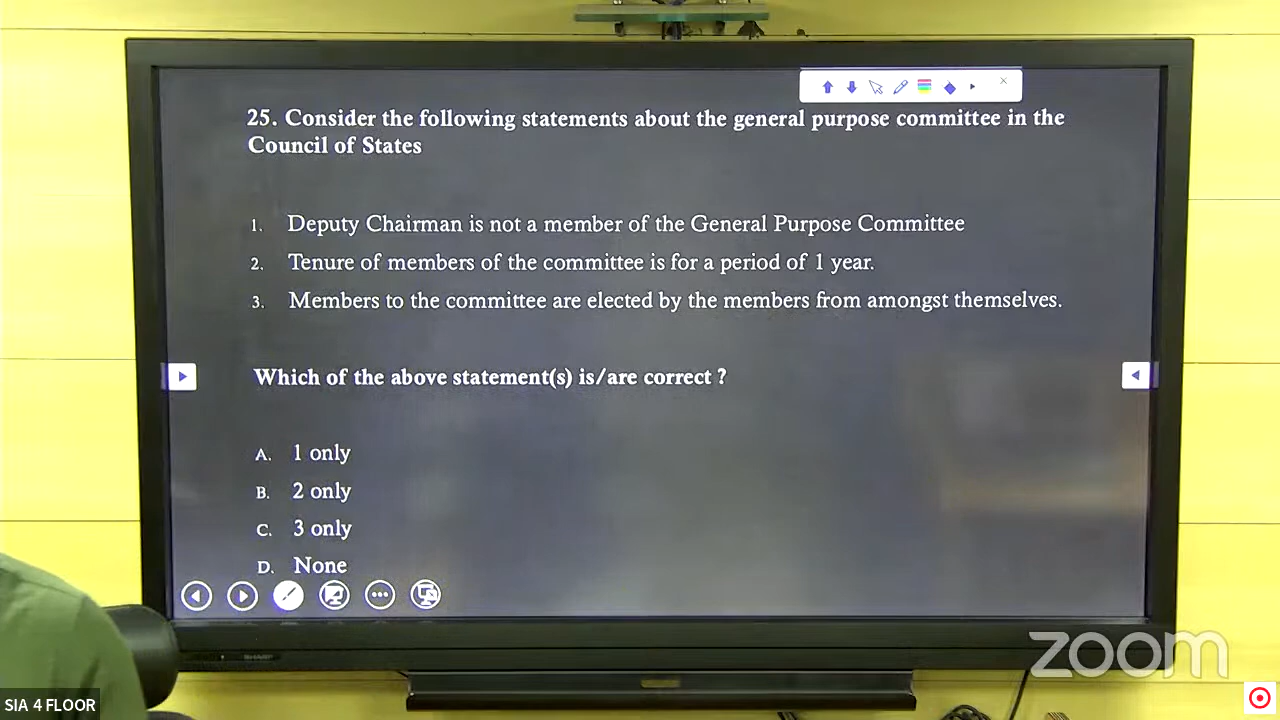 25. Consider the following statements about the general purpose committee in the
Council of States
1. Deputy Chairman is not a member of the General Purpose Committee
2. Tenure of members of the committee is for a period of 1 year.
3. Members to the committee are elected by the members from amongst themselves.
Which of the above statement(s) is/are correct ?
A. 1 only
B. 2 only
C. 3 only
D. None
SHARP
zoom
SIA 4 FLOOR